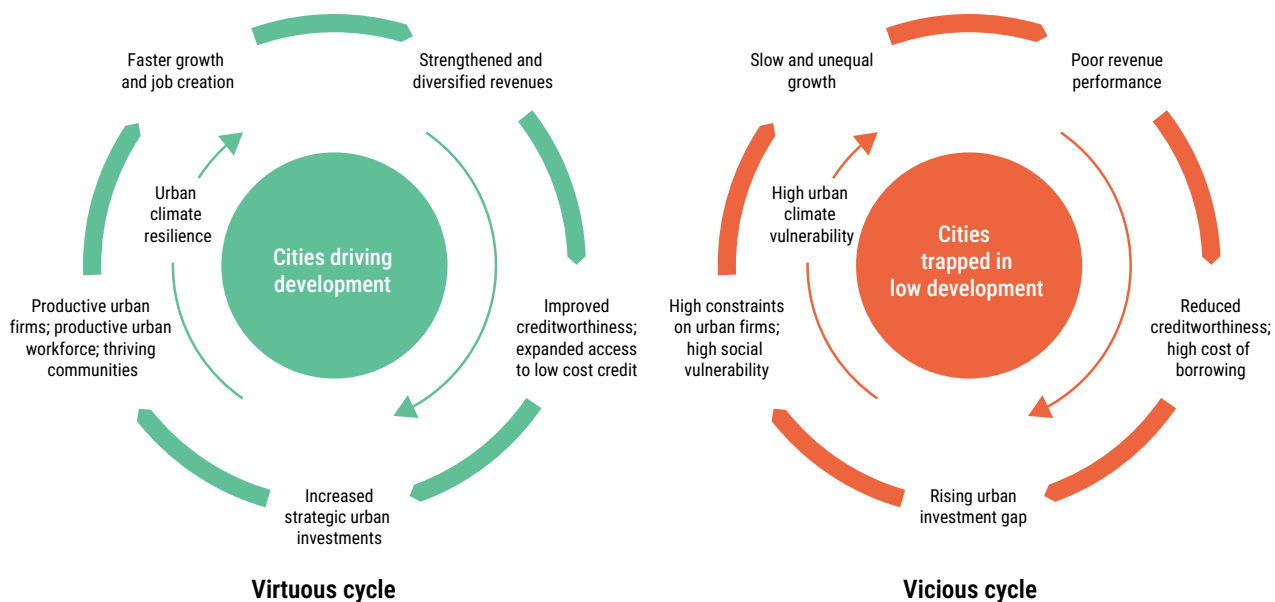 Faster growth
and job creation
Strengthened and
diversified revenues
Urban
climate
resilience
Cities driving
development
Productive urban
firms; productive urban
workforce; thriving
communities
Improved
creditworthiness;
expanded access
to low cost credit
Increased
strategic urban
investments
Virtuous cycle
Slow and unequal
growth
Poor revenue
performance
High urban
climate
vulnerability
Cities
trapped in
low development
High constraints
on urban firms;
high social
vulnerability
Reduced
creditworthiness;
high cost of
borrowing
Rising urban
investment gap
Vicious cycle